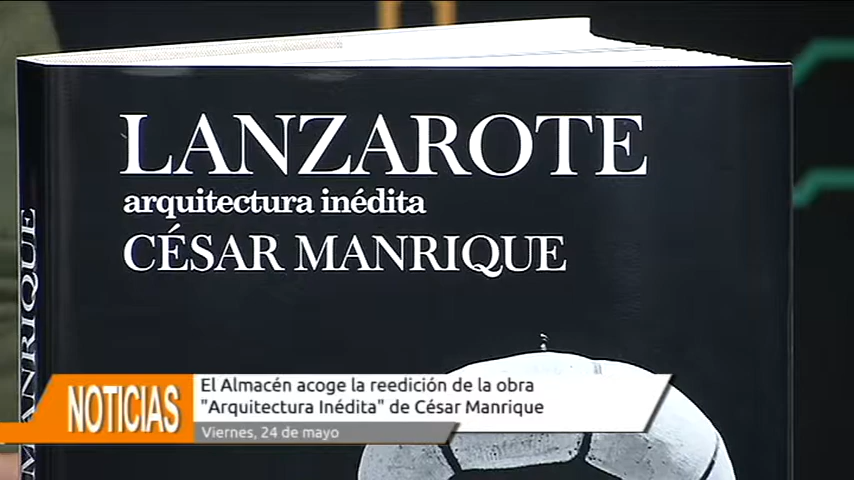 LANZAROTE
arquitectura inédita
CÉSAR MANRIQUE
MANRIQUE
NOTICIAS
El Almacén acoge la reedición de la obra
"Arquitectura Inédita" de César Manrique
Viernes, 24 de mayo